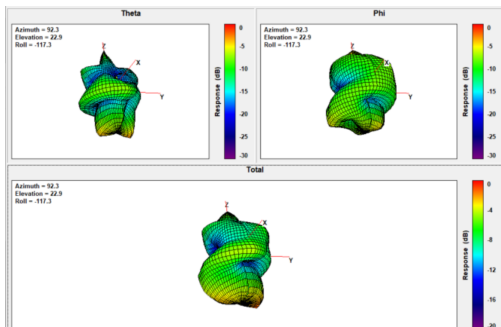 Theta
Azimuth = 92.3
Elevation = 22.9
Roll = -117.3
Z
X
Y
0
-5
-10
-15
-20
-25
-30
Response (dB)
Phi
Azimuth = 92.3
Elevation = 22.9
Roll = -117.3
Z
X
Y
0
-5
-10
-15
-20
-25
-30
Response (dB)
Total
Azimuth = 92.3
Elevation = 22.9
Roll = -117.3
Z
X
Y
0
-4
-8
-12
-16
-20
Response (dB)